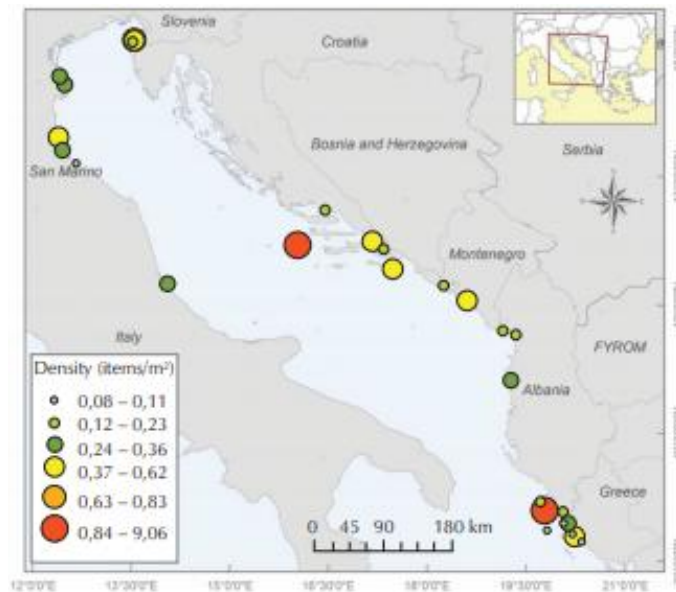 Slovenia
Croatia
Bosnia and Herzegovina
Serbia
San Marino
Montenegro
Italy
FYROM
Albania
Greece
Density (items/m²)
0,08 – 0,11
0,12 – 0,23
0,24 – 0,36
0,37 – 0,62
0,63 – 0,83
0,84 – 9,06
0 45 90 180 km
12°0'0"E 13°30'0"E 15°0'0"E 16°30'0"E 18°0'0"E 19°30'0"E 21°0'0"E